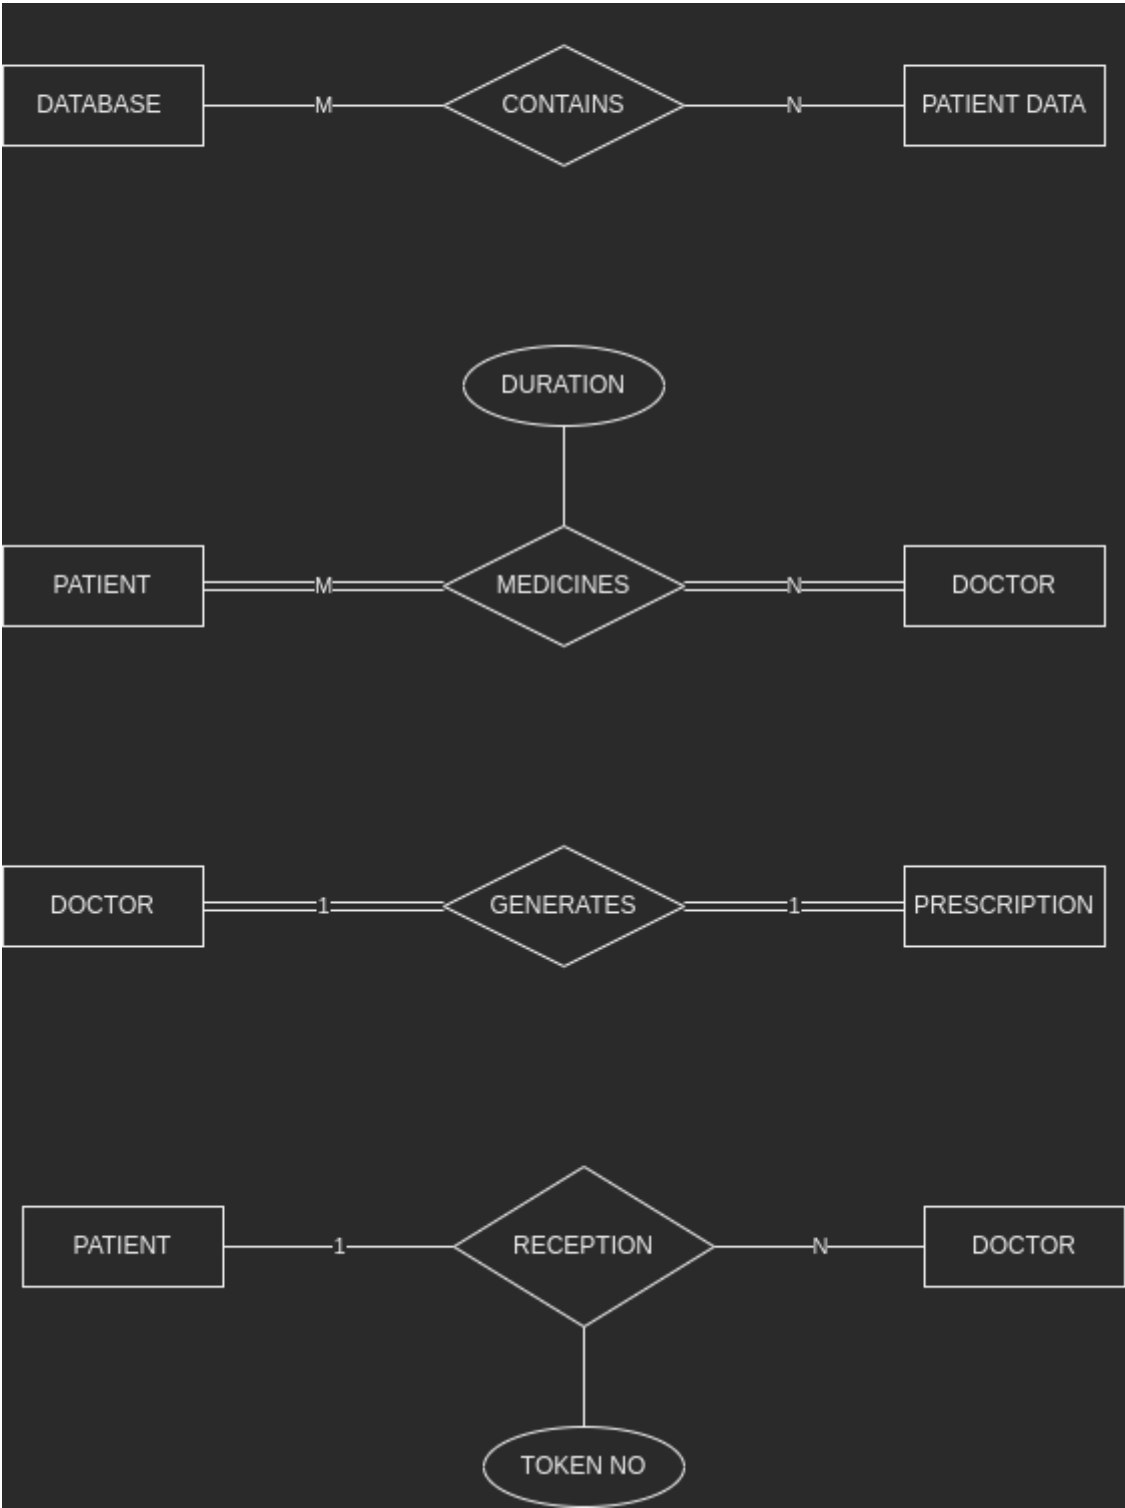 DATABASE M CONTAINS N PATIENT DATA
DURATION
PATIENT M MEDICINES N DOCTOR
DOCTOR 1 GENERATES 1 PRESCRIPTION
PATIENT 1 RECEPTION N DOCTOR
TOKEN NO